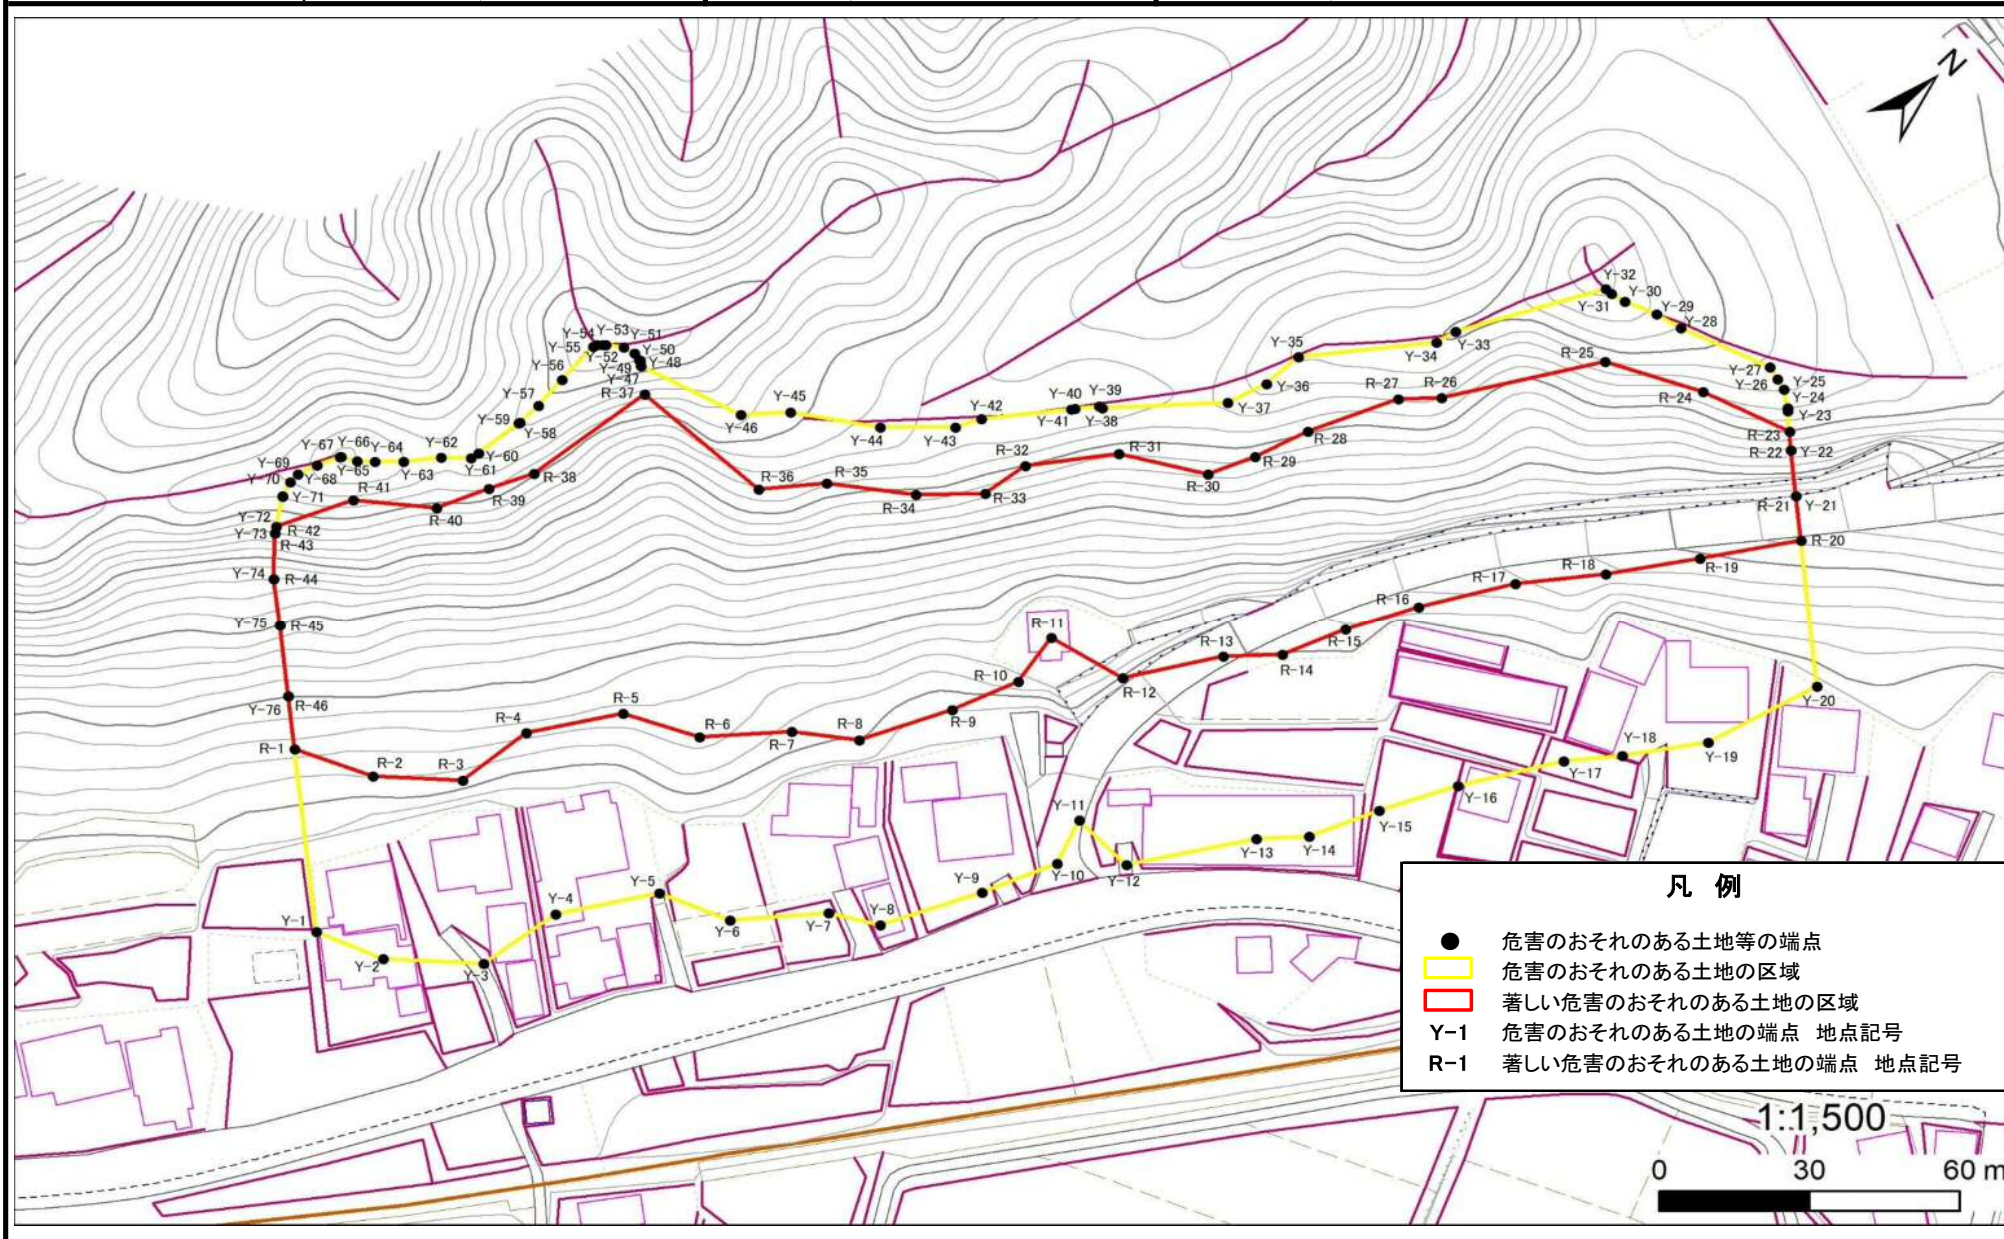 N
Y-32
Y-31
Y-30
Y-29
Y-28
Y-54
Y-53
Y-51
Y-55
Y-52
Y-50
Y-49
Y-48
Y-47
Y-56
Y-35
Y-34
Y-33
R-25
Y-27
Y-26
Y-25
Y-24
Y-23
R-24
Y-57
R-37
Y-36
R-27
R-26
Y-59
Y-58
Y-45
Y-46
Y-44
Y-43
Y-42
Y-40
Y-39
Y-41
Y-38
Y-37
R-23
R-22
Y-22
R-28
Y-67
Y-66
Y-64
Y-62
Y-69
Y-68
Y-65
Y-63
Y-61
Y-60
Y-70
Y-71
R-41
R-40
R-39
R-38
R-36
R-35
R-34
R-33
R-32
R-31
R-30
R-29
R-21
Y-21
Y-72
R-42
Y-73
R-43
R-20
Y-74
R-44
R-19
R-18
R-17
R-16
R-15
Y-75
R-45
R-11
R-13
R-14
R-12
R-10
Y-76
R-46
R-9
R-8
R-7
R-6
R-5
R-4
R-1
R-2
R-3
Y-20
Y-19
Y-18
Y-17
Y-16
Y-15
Y-14
Y-13
Y-12
Y-11
Y-10
Y-9
Y-8
Y-7
Y-6
Y-5
Y-4
Y-3
Y-2
Y-1
凡 例
危害のおそれのある土地等の端点
危害のおそれのある土地の区域
著しい危害のおそれのある土地の区域
Y-1 危害のおそれのある土地の端点 地点記号
R-1 著しい危害のおそれのある土地の端点 地点記号
1:1,500
0 30 60 m